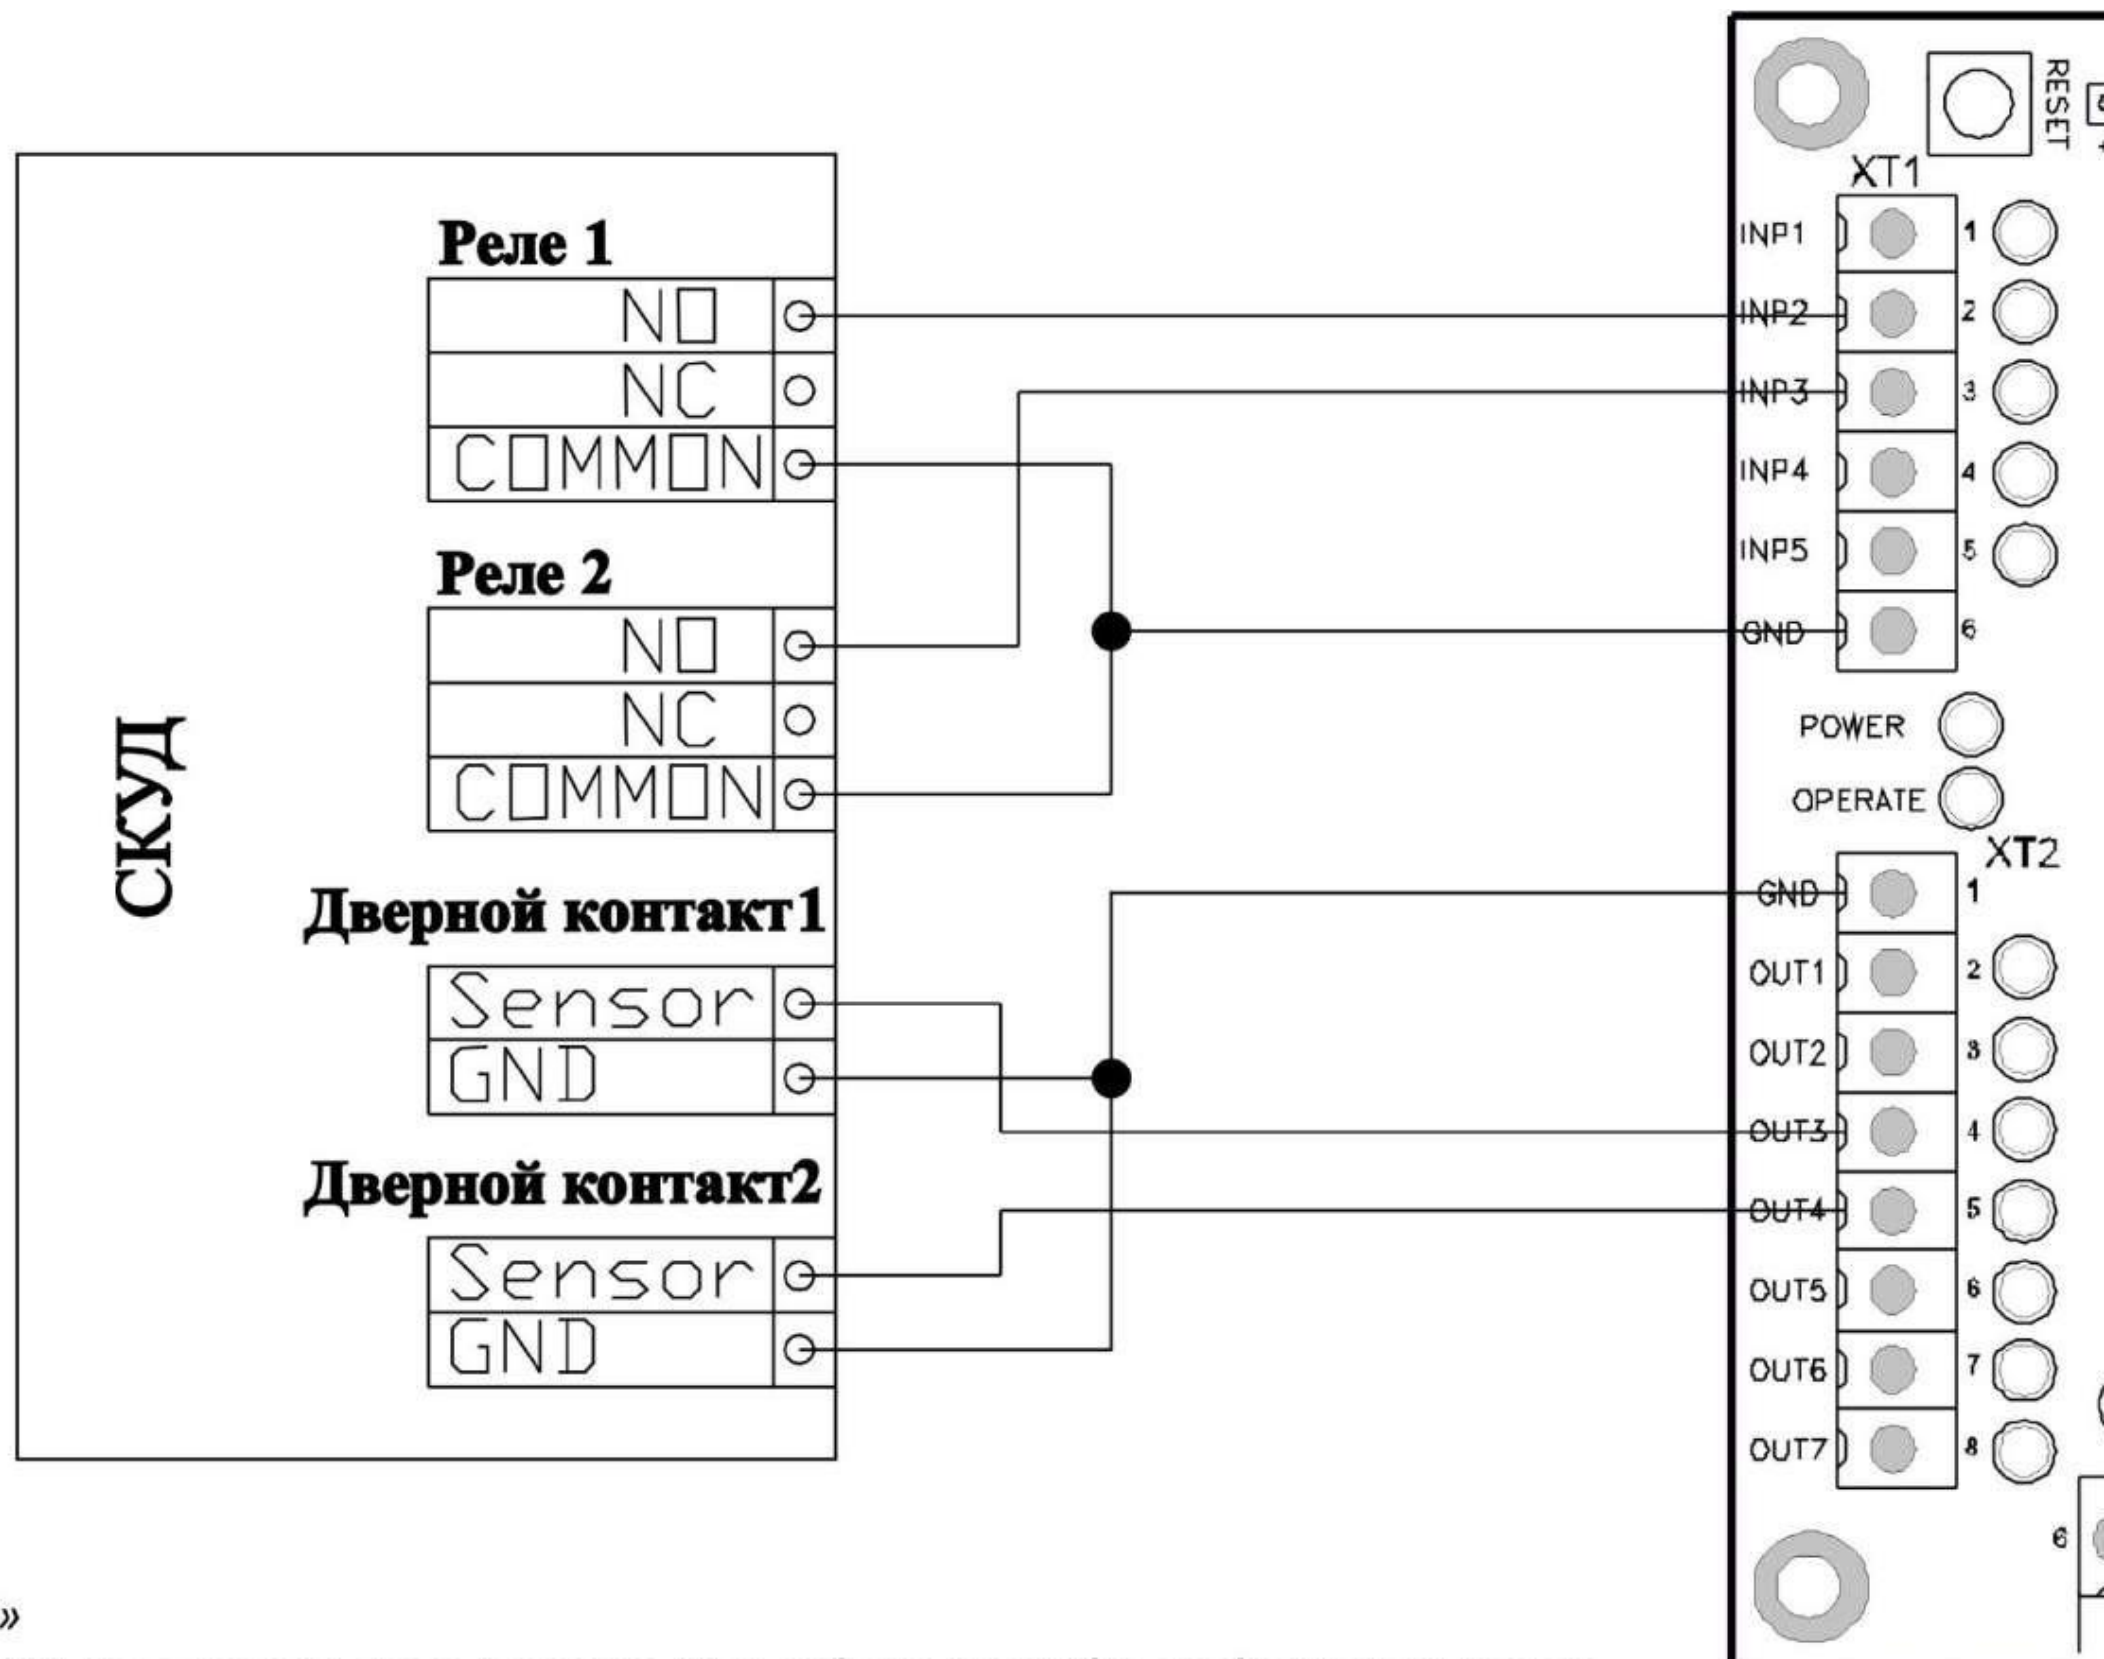 СКУД
Реле 1
NO
NC
COMMON
Реле 2
NO
NC
COMMON
Дверной контакт1
Sensor
GND
Дверной контакт2
Sensor
GND
RESET
XT1
INP1 1
INP2 2
INP3 3
INP4 4
INP5 5
GND 6
POWER
OPERATE
XT2
GND 1
OUT1 2
OUT2 3
OUT3 4
OUT4 5
OUT5 6
OUT6 7
OUT7 8
6
»